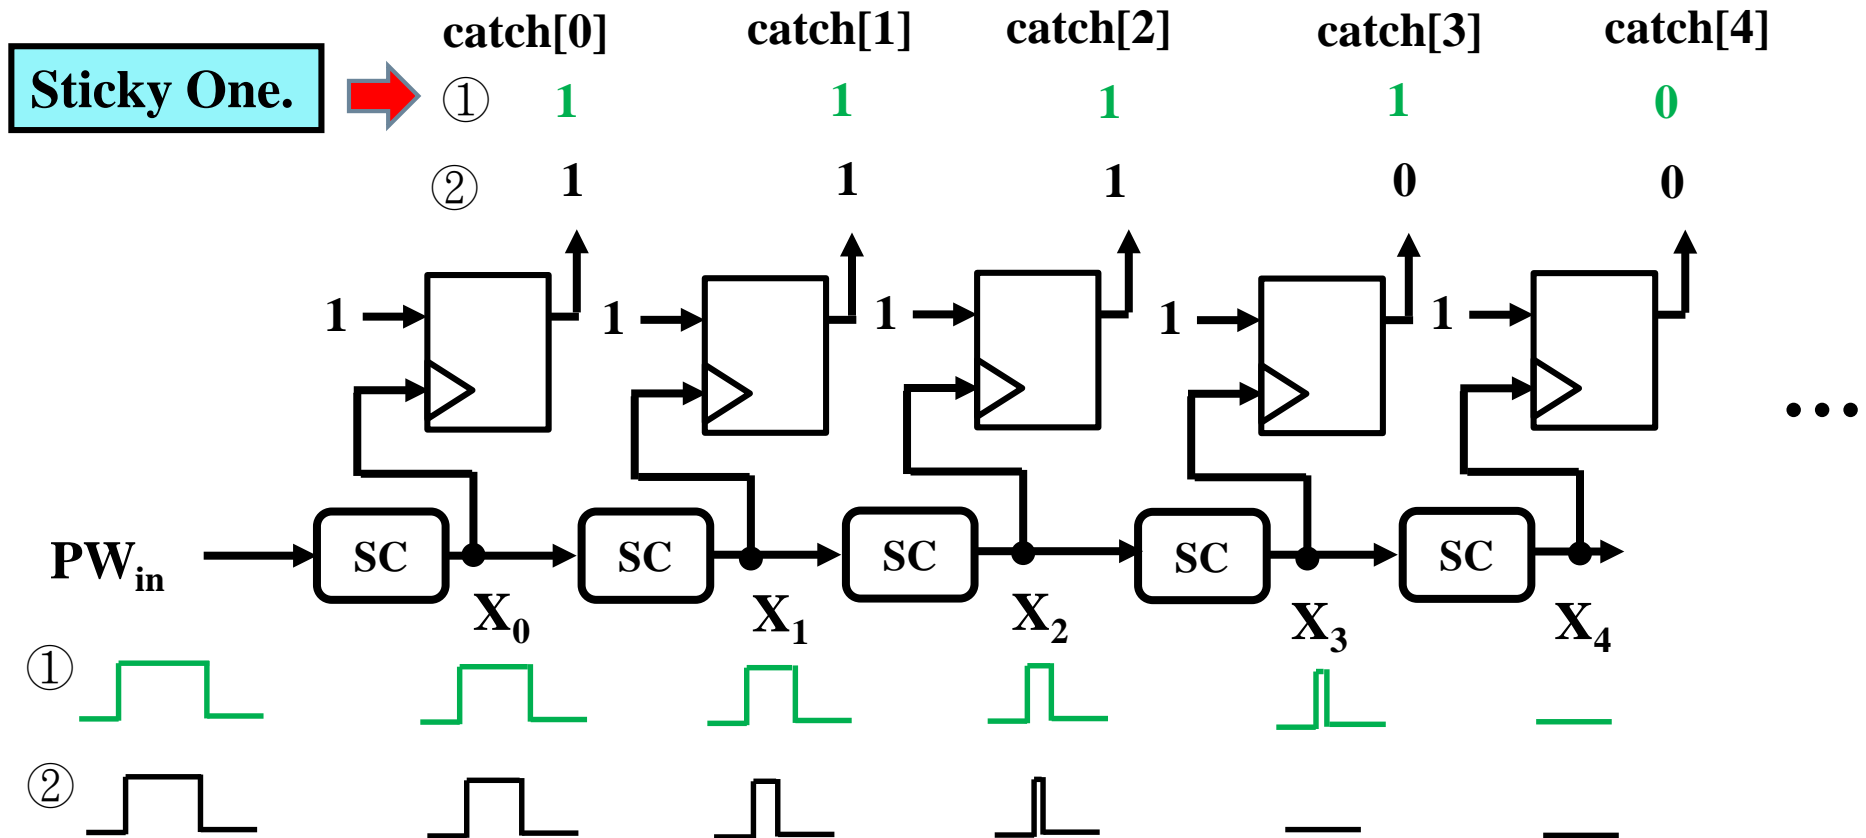 catch[0] catch[1] catch[2] catch[3] catch[4]
Sticky One.
① 1 1 1 1 0
② 1 1 1 0 0
1 1 1 1 1
...
PWin SC SC SC SC SC
X0 X1 X2 X3 X4
①
②